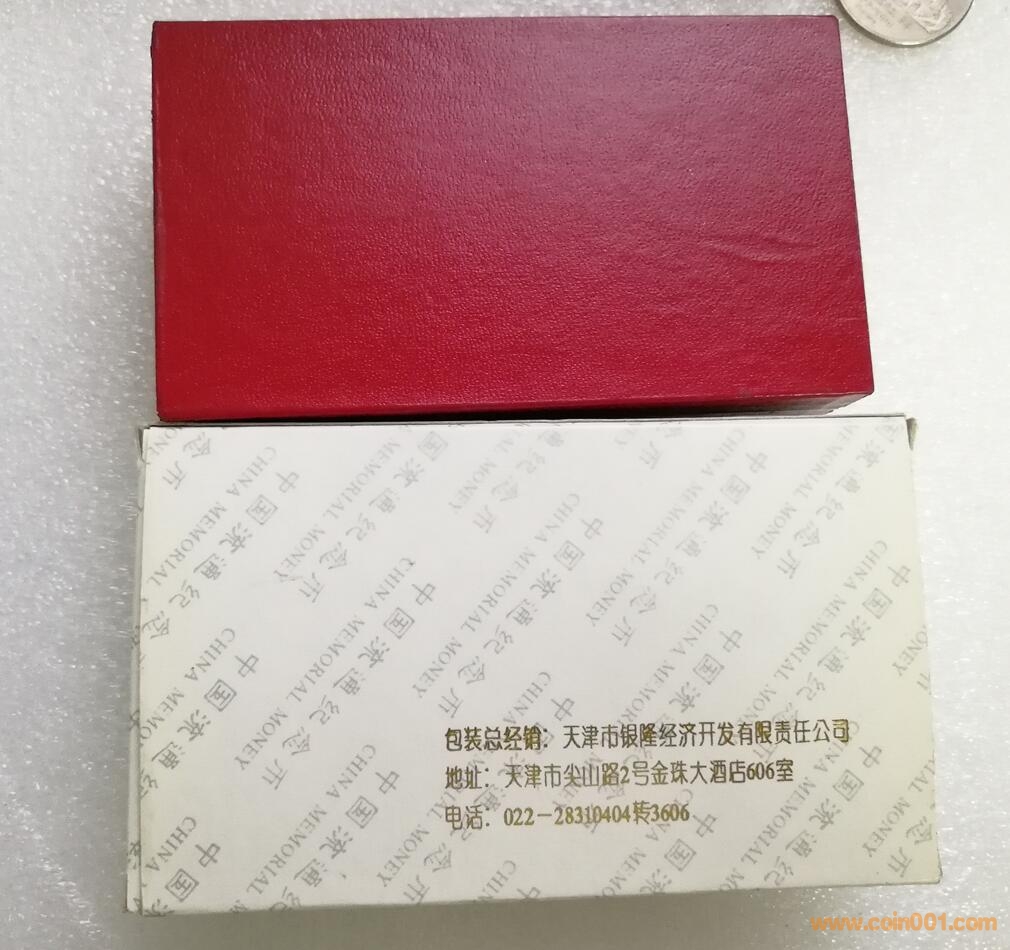 中国流通纪念币
CHINA MEMORIAL MONEY
包装总经销：天津市银隆经济开发有限责任公司
地址：天津市尖山路2号金珠大酒店606室
电话：022－28310404转3606
www.coin001.com